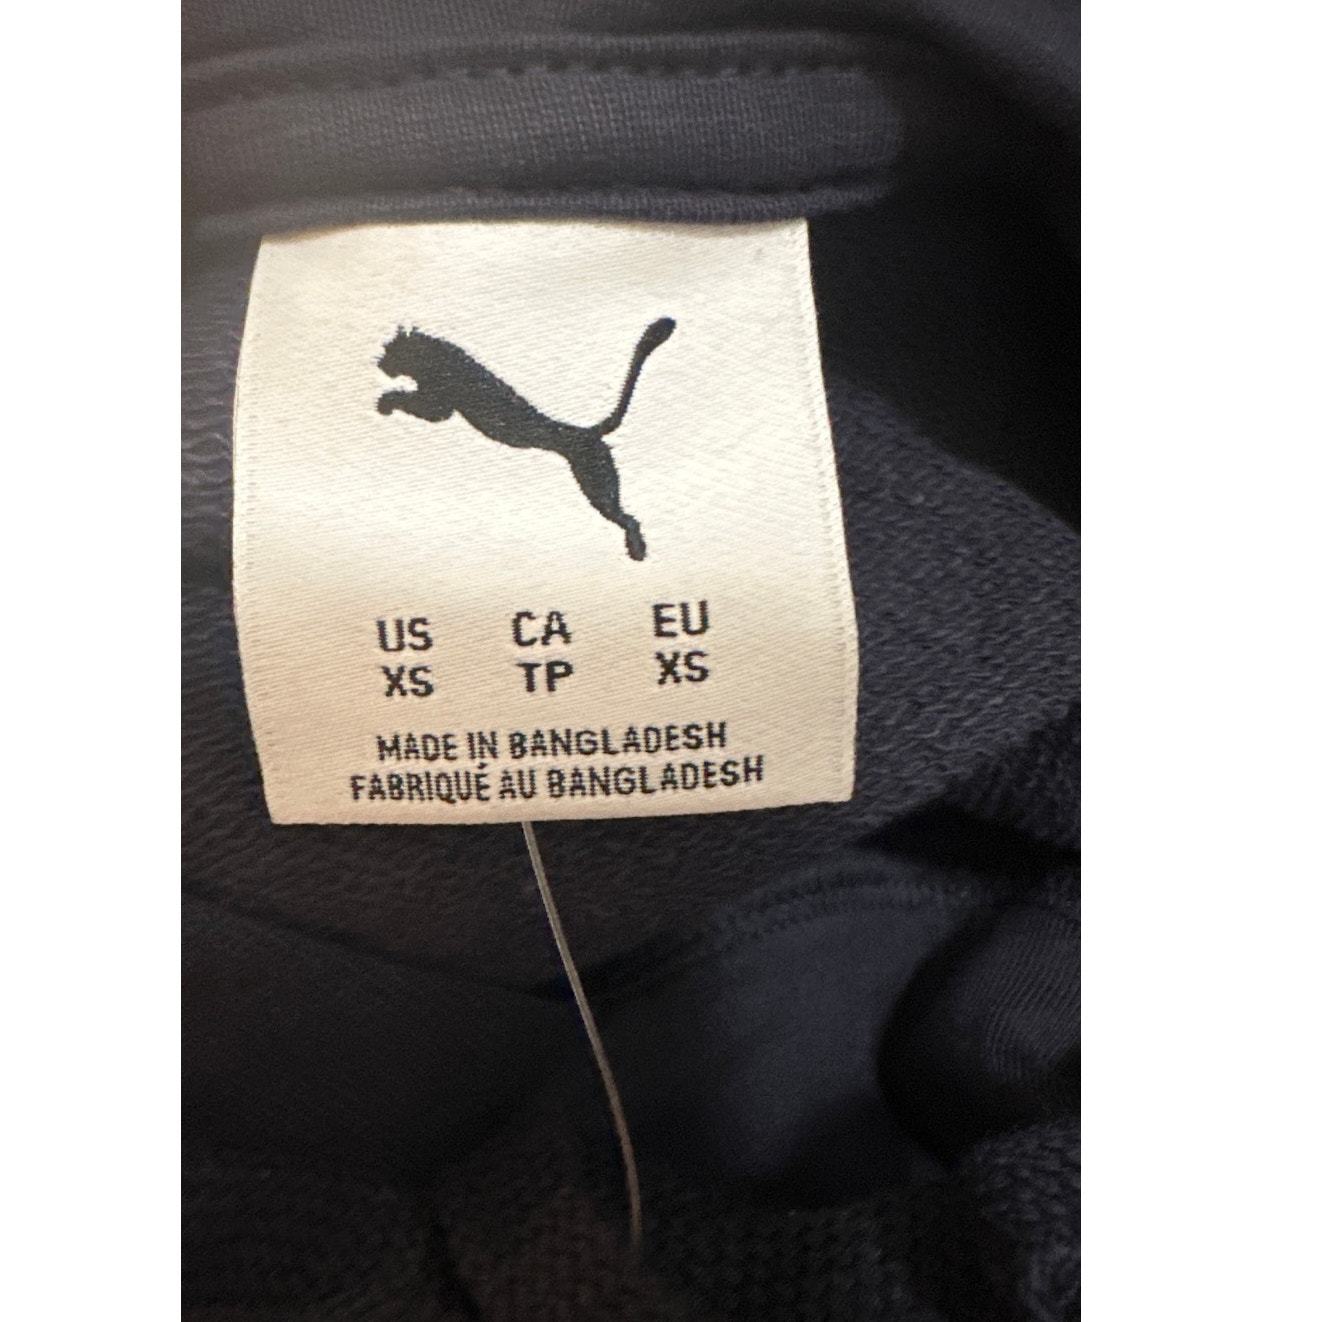 US CA EU
XS TP XS
MADE IN BANGLADESH
FABRIQUÉ AU BANGLADESH